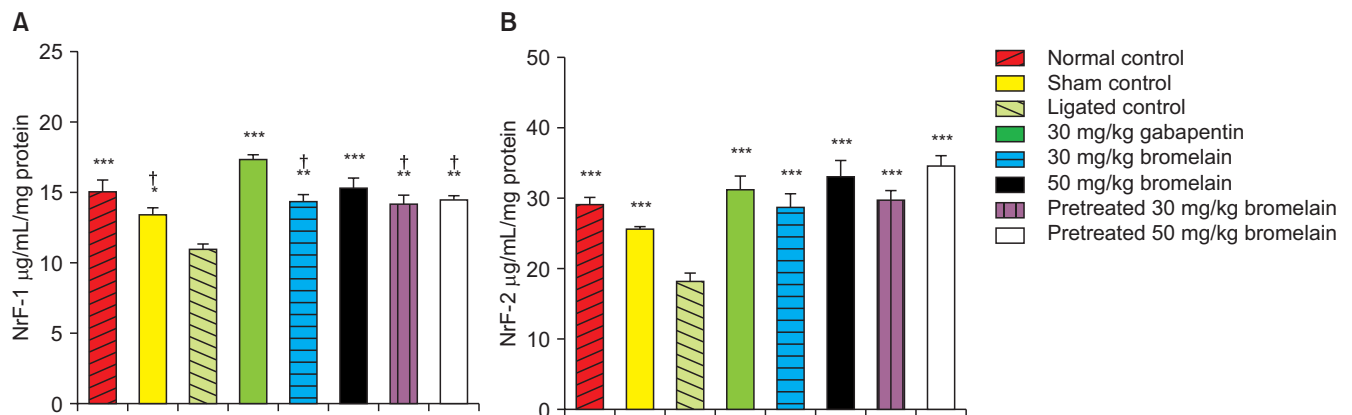 A
25
20
15
10
5
0
NrF-1 μg/mL/mg protein
***
†
*
***
†
**
***
†
**
†
**
B
50
40
30
20
10
0
NrF-2 μg/mL/mg protein
***
***
***
***
***
***
***
Normal control
Sham control
Ligated control
30 mg/kg gabapentin
30 mg/kg bromelain
50 mg/kg bromelain
Pretreated 30 mg/kg bromelain
Pretreated 50 mg/kg bromelain